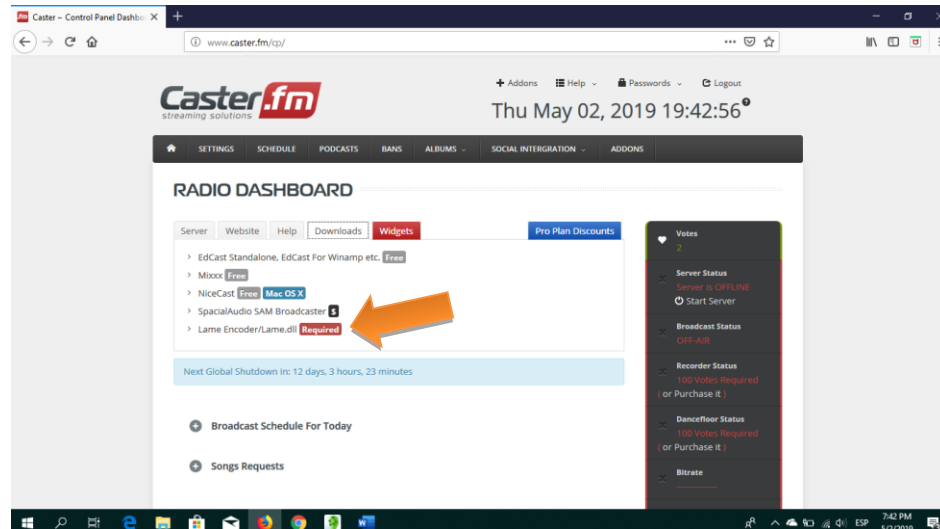 Caster – Control Panel Dashbo
www.caster.fm/cp/
Caster.fm
streaming solutions
Addons Help Passwords Logout
Thu May 02, 2019 19:42:56
SETTINGS SCHEDULE PODCASTS BANS ALBUMS SOCIAL INTERGRATION ADDONS
RADIO DASHBOARD
Server Website Help Downloads Widgets Pro Plan Discounts
EdCast Standalone, EdCast For Winamp etc. Free
Mixxx Free
NiceCast Free Mac OS X
SpacialAudio SAM Broadcaster $
Lame Encoder/Lame.dll Required
Next Global Shutdown In: 12 days, 3 hours, 23 minutes
Broadcast Schedule For Today
Songs Requests
Votes
2
Server Status
Server is OFFLINE
Start Server
Broadcast Status
OFF-AIR
Recorder Status
100 Votes Required
( or Purchase it )
Dancefloor Status
100 Votes Required
( or Purchase it )
Bitrate
ESP
7:42 PM
5/2/2019